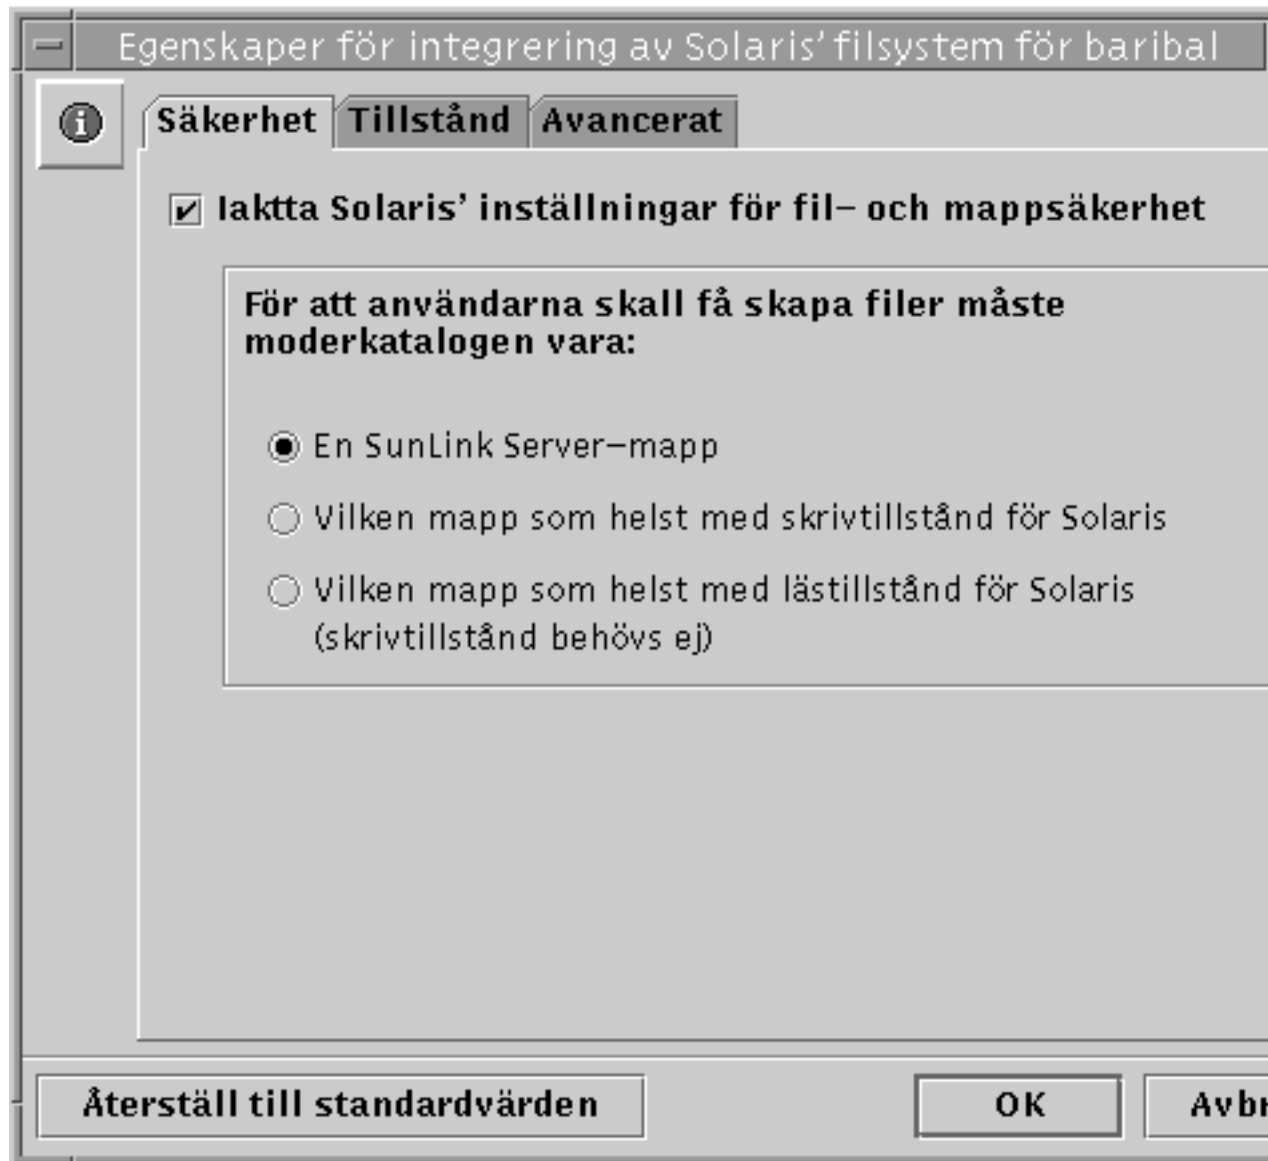 Egenskaper för integrering av Solaris' filsystem för baribal
Säkerhet Tillstånd Avancerat
Iaktta Solaris' inställningar för fil- och mappsäkerhet
För att användarna skall få skapa filer måste
moderkatalogen vara:
En SunLink Server-mapp
Vilken mapp som helst med skrivtillstånd för Solaris
Vilken mapp som helst med lästillstånd för Solaris
(skrivtillstånd behövs ej)
Återställ till standardvärden OK